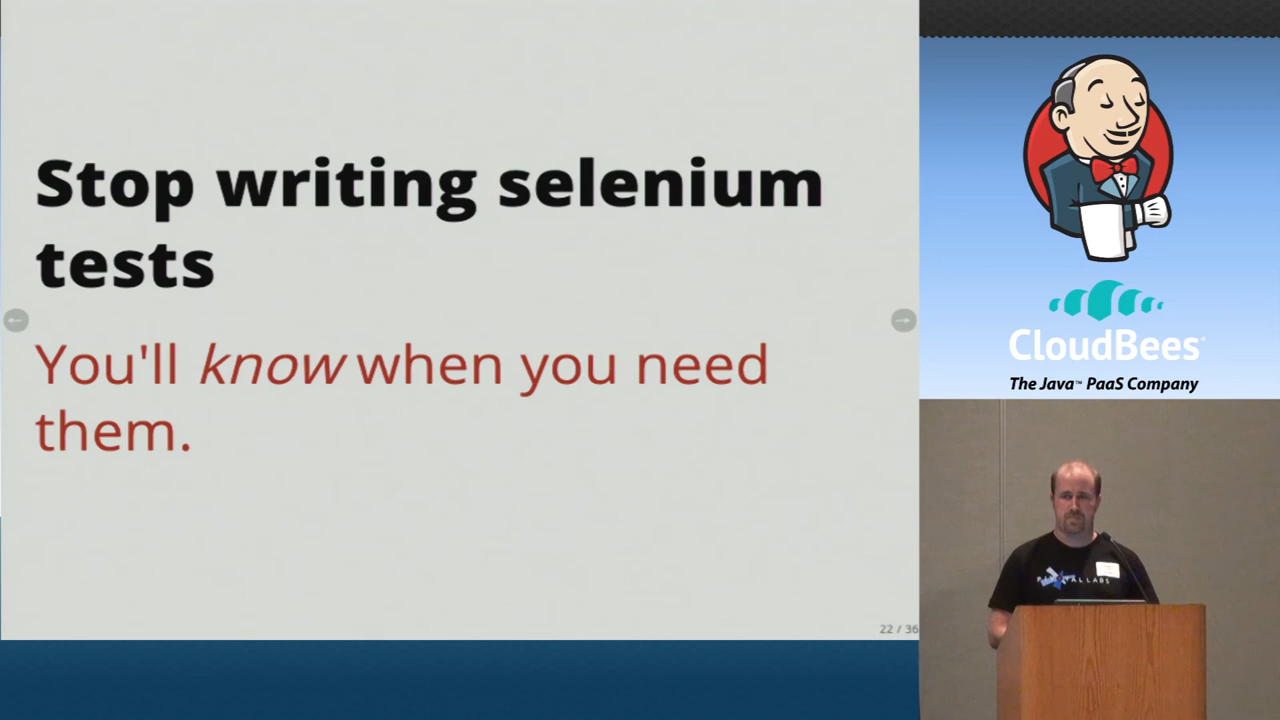 Stop writing selenium
tests
You'll know when you need
them.
22 / 36
CloudBees
The Java™ PaaS Company